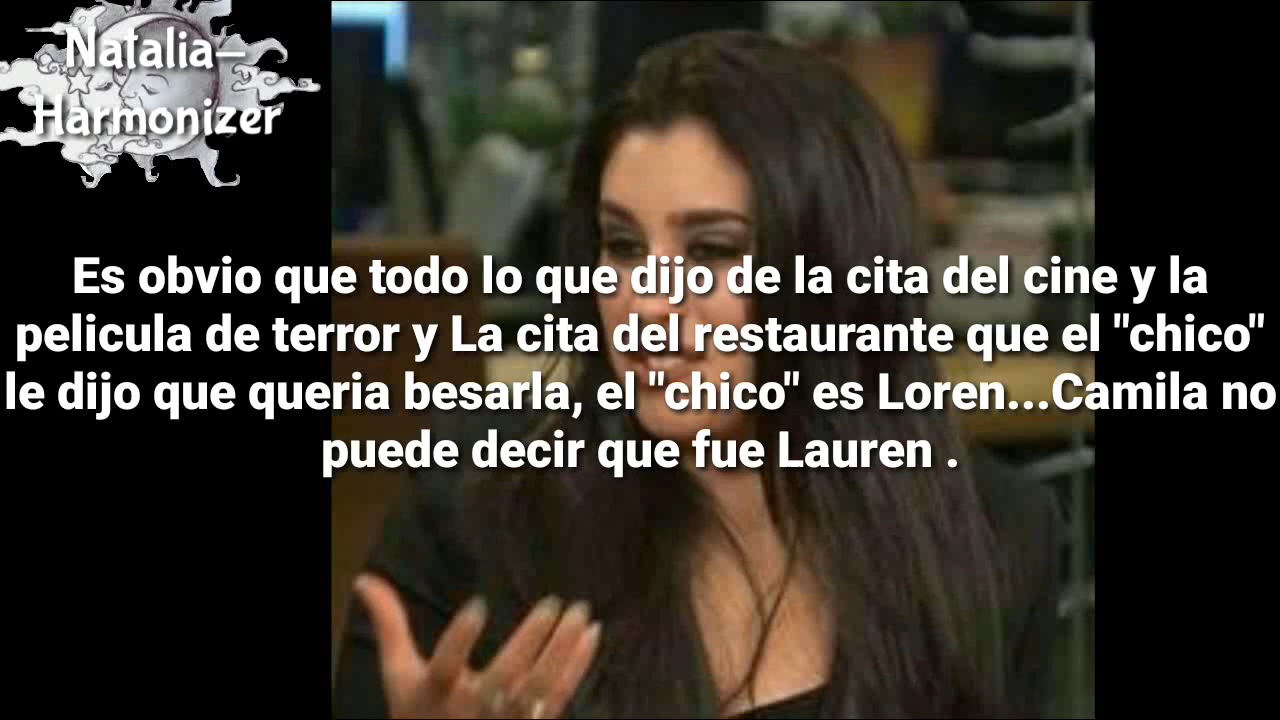 Natalia-
Harmonizer
Es obvio que todo lo que dijo de la cita del cine y la
pelicula de terror y La cita del restaurante que el "chico"
le dijo que queria besarla, el "chico" es Loren...Camila no
puede decir que fue Lauren .